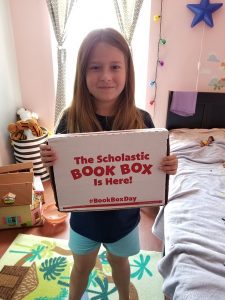 The Scholastic
BOOK BOX
Is Here!
#BookBoxDay